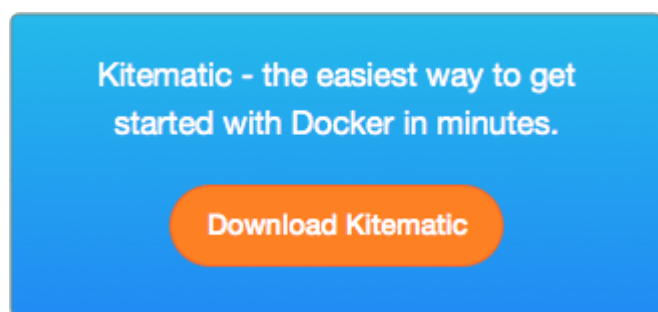 Kitematic - the easiest way to get
started with Docker in minutes.
Download Kitematic